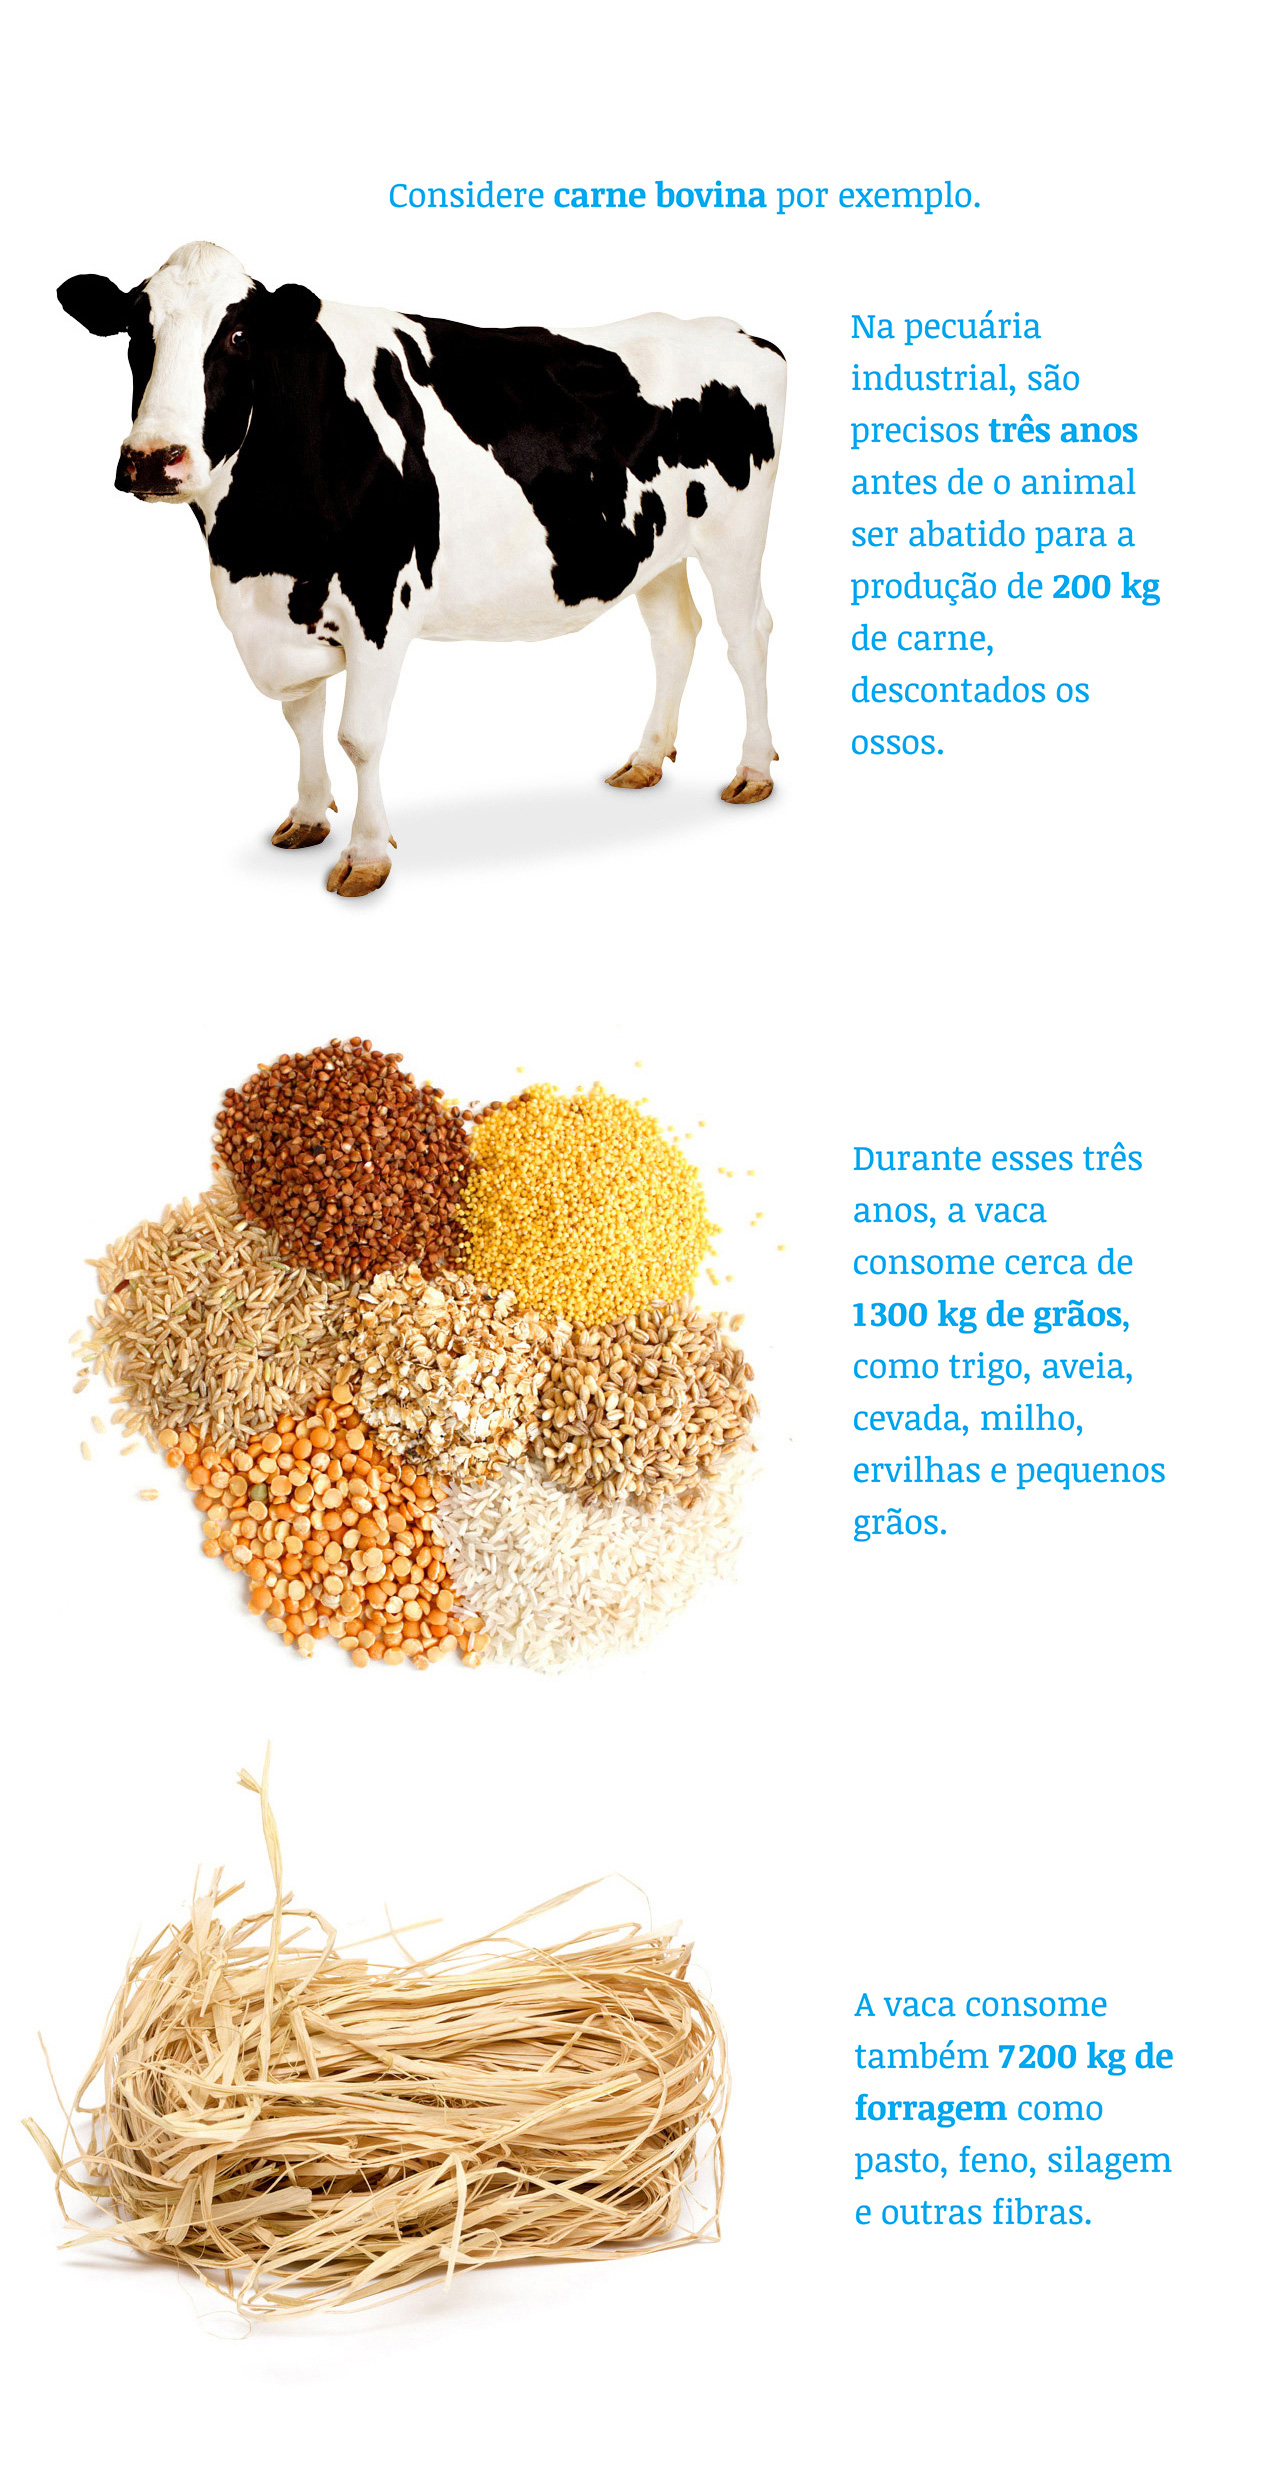 Considere carne bovina por exemplo.
Na pecuária
industrial, são
precisos três anos
antes de o animal
ser abatido para a
produção de 200 kg
de carne,
descontados os
ossos.
Durante esses três
anos, a vaca
consome cerca de
1300 kg de grãos,
como trigo, aveia,
cevada, milho,
ervilhas e pequenos
grãos.
A vaca consome
também 7200 kg de
forragem como
pasto, feno, silagem
e outras fibras.